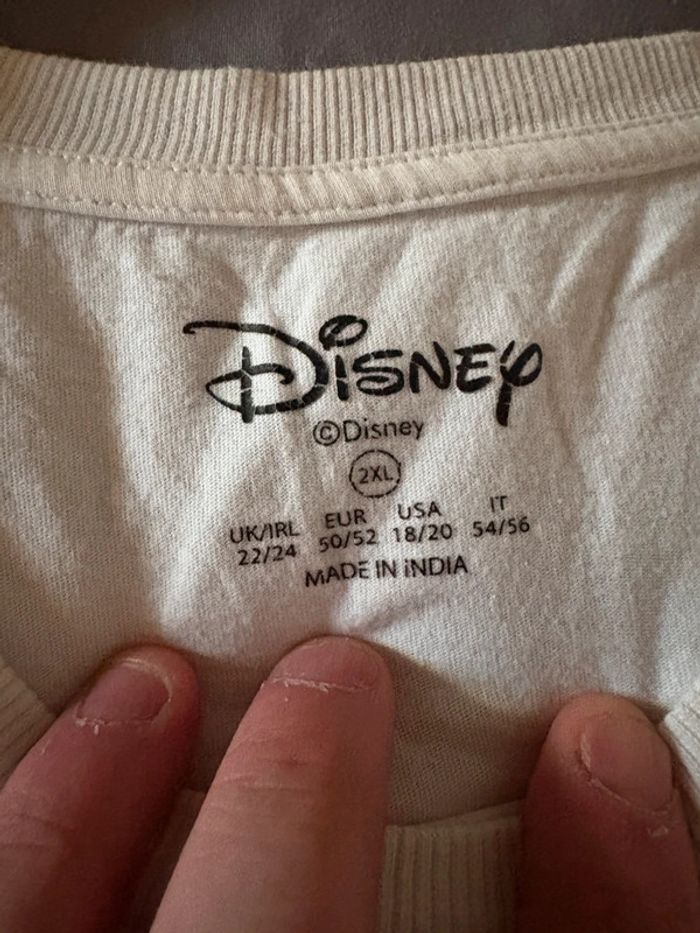 Disney
©Disney
2XL
UK/IRL EUR USA IT
22/24 50/52 18/20 54/56
MADE IN iNDIA